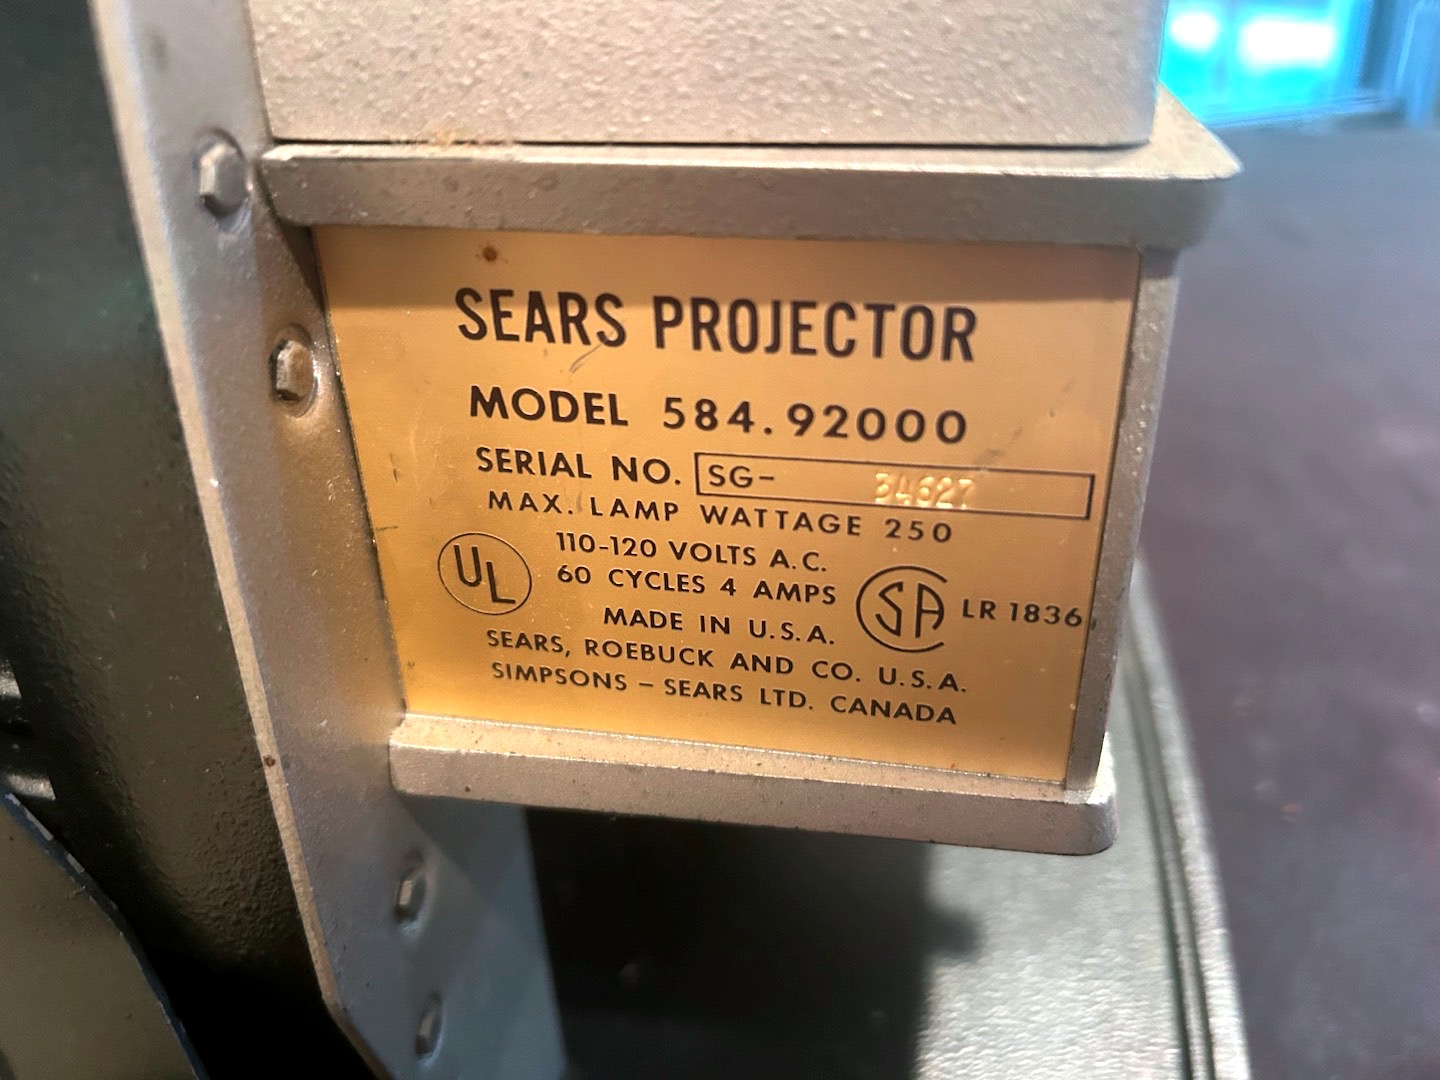 SEARS PROJECTOR
MODEL 584.92000
SERIAL NO. SG- 34627
MAX. LAMP WATTAGE 250
110-120 VOLTS A.C.
60 CYCLES 4 AMPS
UL
SA LR 1836
MADE IN U.S.A.
SEARS, ROEBUCK AND CO. U.S.A.
SIMPSONS – SEARS LTD. CANADA